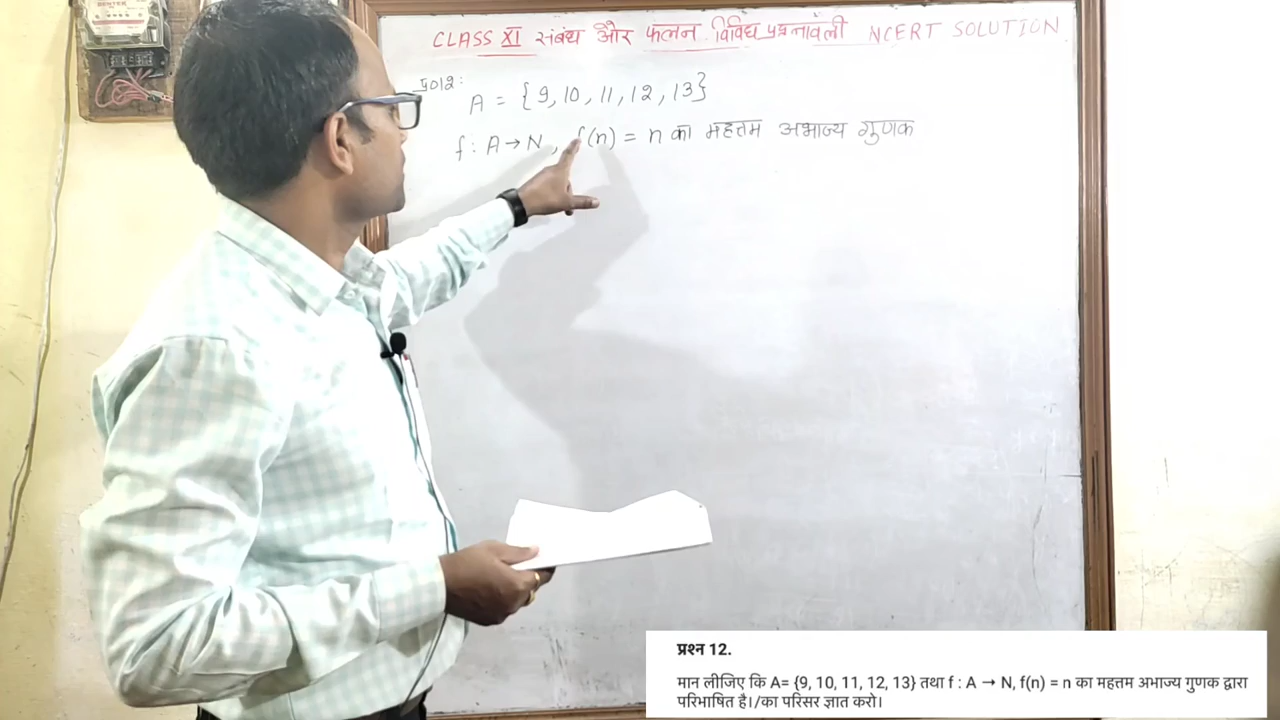 CLASS XI संबंध और फलन विविध प्रश्नावली NCERT SOLUTION
प्र012:
A = {9, 10, 11, 12, 13}
f : A → N, f(n) = n का महत्तम अभाज्य गुणक
प्रश्न 12.
मान लीजिए कि A= {9, 10, 11, 12, 13} तथा f : A → N, f(n) = n का महत्तम अभाज्य गुणक द्वारा
परिभाषित है।/का परिसर ज्ञात करो।